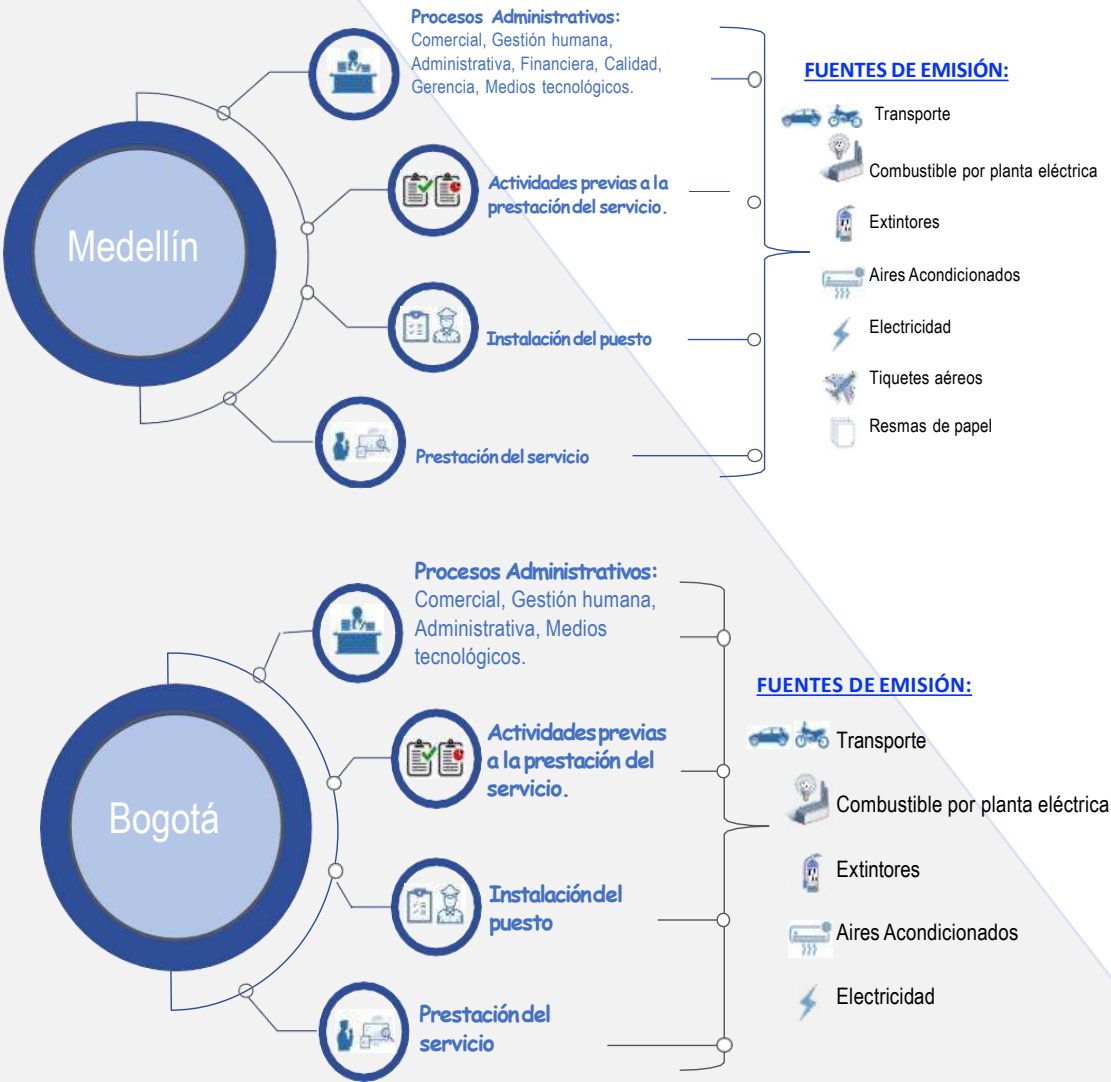 Medellín
Procesos Administrativos:
Comercial, Gestión humana,
Administrativa, Financiera, Calidad,
Gerencia, Medios tecnológicos.
Actividades previas a la
prestación del servicio.
Instalación del puesto
Prestación del servicio
FUENTES DE EMISIÓN:
Transporte
Combustible por planta eléctrica
Extintores
Aires Acondicionados
Electricidad
Tiquetes aéreos
Resmas de papel
Bogotá
Procesos Administrativos:
Comercial, Gestión humana,
Administrativa, Medios
tecnológicos.
Actividades previas
a la prestación del
servicio.
Instalación del
puesto
Prestación del
servicio
FUENTES DE EMISIÓN:
Transporte
Combustible por planta eléctrica
Extintores
Aires Acondicionados
Electricidad